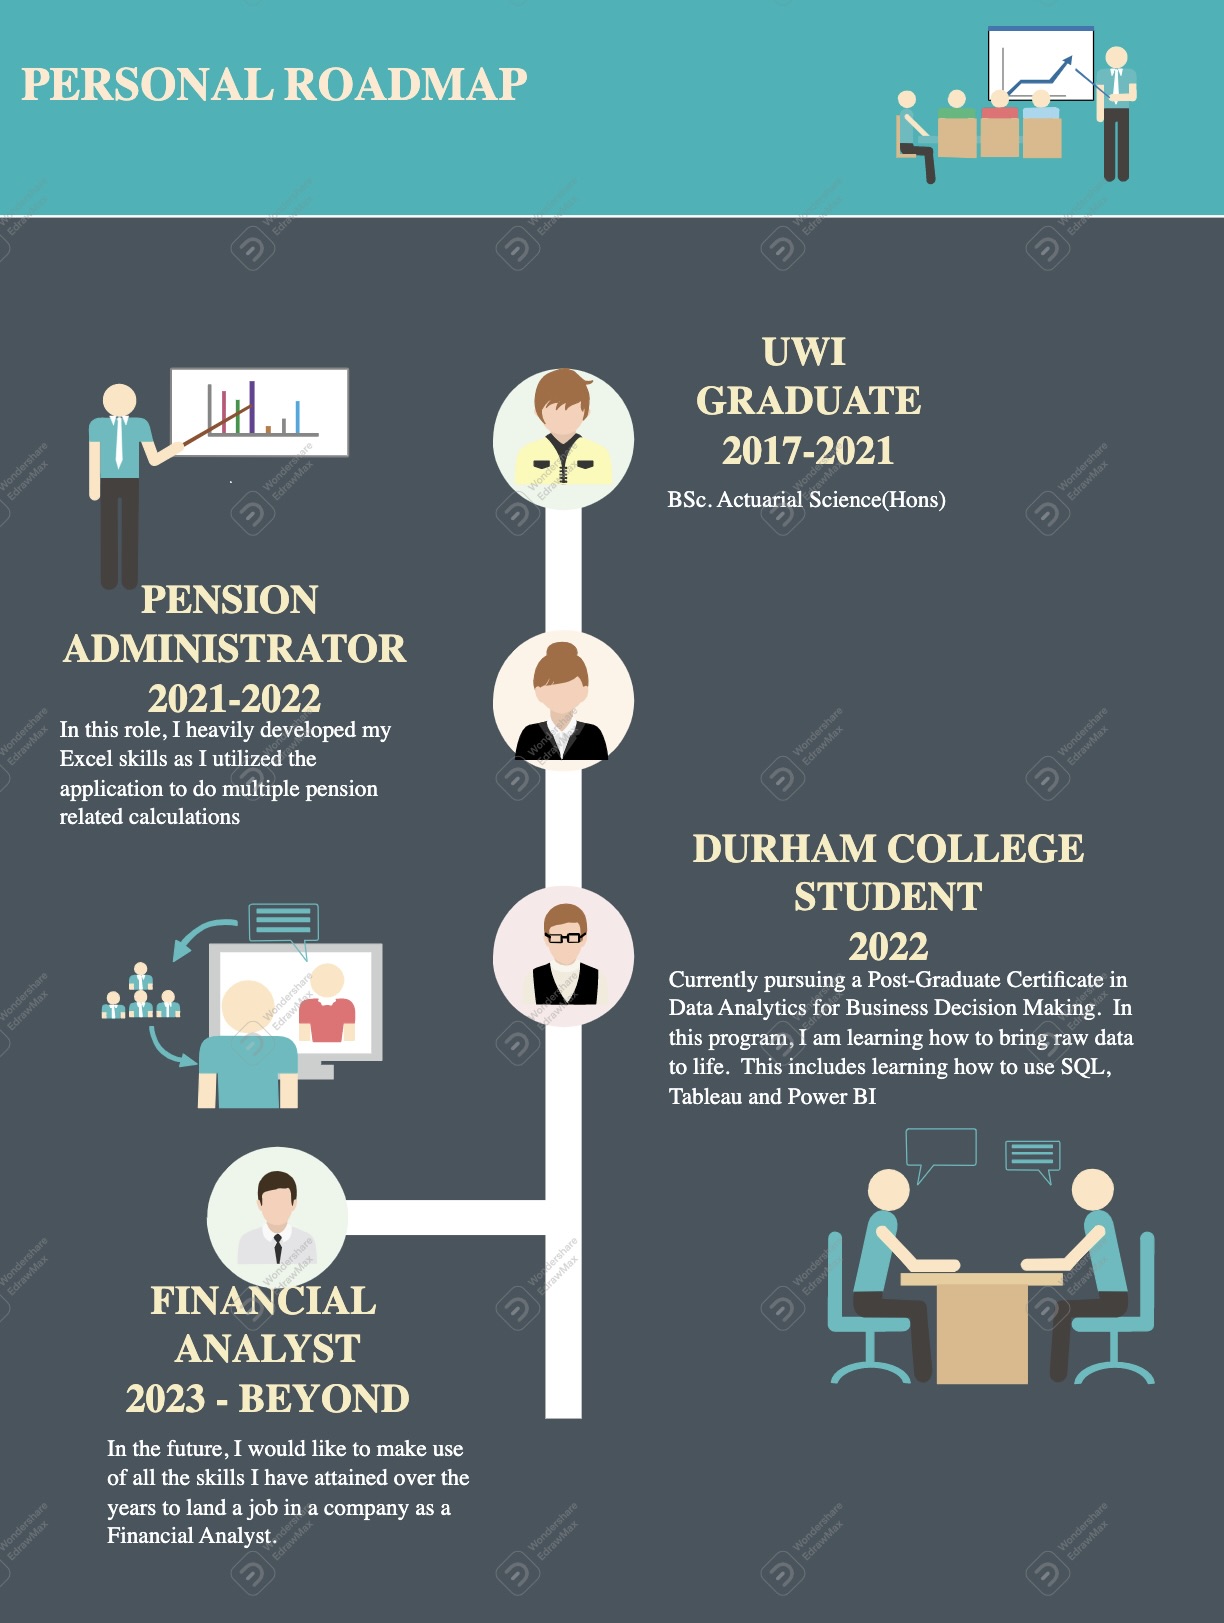 PERSONAL ROADMAP
UWI
GRADUATE
2017-2021
BSc. Actuarial Science(Hons)
PENSION
ADMINISTRATOR
2021-2022
In this role, I heavily developed my
Excel skills as I utilized the
application to do multiple pension
related calculations
DURHAM COLLEGE
STUDENT
2022
Currently pursuing a Post-Graduate Certificate in
Data Analytics for Business Decision Making.  In
this program, I am learning how to bring raw data
to life.  This includes learning how to use SQL,
Tableau and Power BI
FINANCIAL
ANALYST
2023 - BEYOND
In the future, I would like to make use
of all the skills I have attained over the
years to land a job in a company as a
Financial Analyst.
Wondershare
EdrawMax